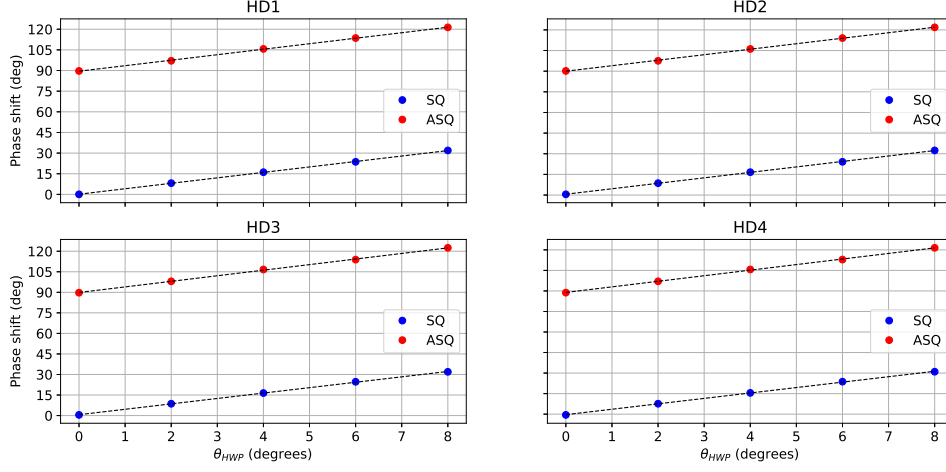 HD1
HD2
Phase shift (deg)
120
105
90
75
60
45
30
15
0
SQ
ASQ
SQ
ASQ
HD3
HD4
Phase shift (deg)
120
105
90
75
60
45
30
15
0
SQ
ASQ
SQ
ASQ
0 1 2 3 4 5 6 7 8
0 1 2 3 4 5 6 7 8
θHWP (degrees)
θHWP (degrees)